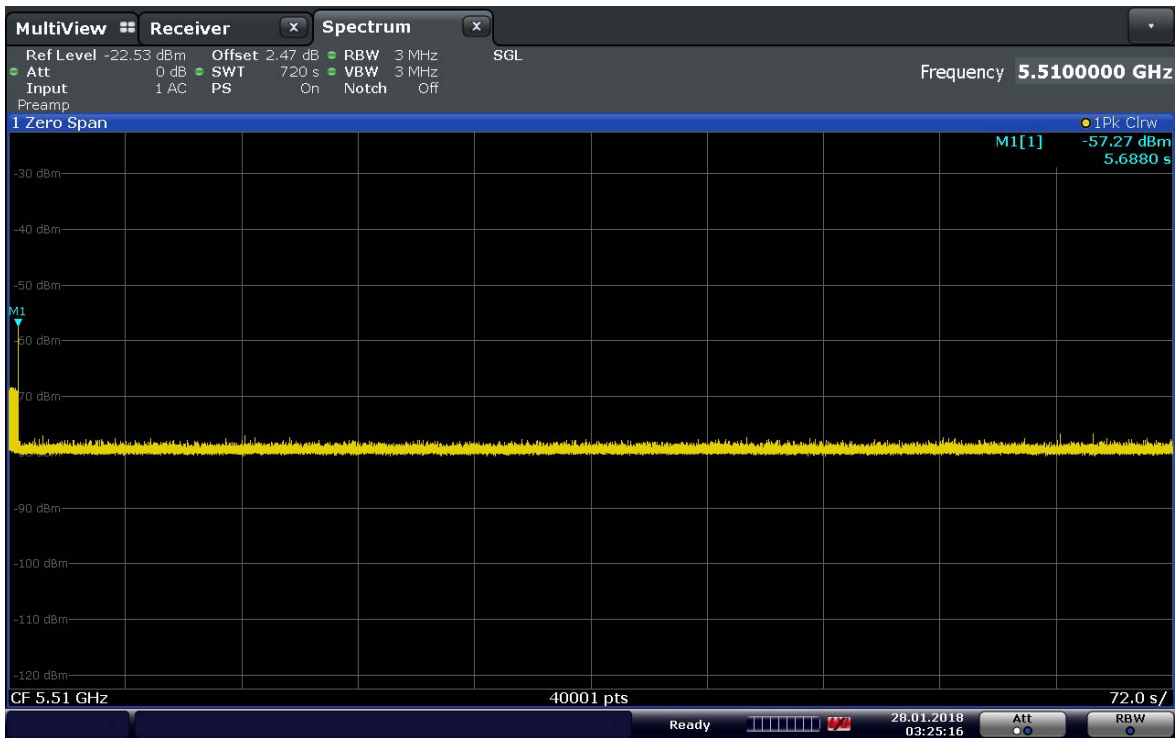 MultiView Receiver X Spectrum X
Ref Level -22.53 dBm Offset 2.47 dB RBW 3 MHz SGL
Att 0 dB SWT 720 s VBW 3 MHz Frequency 5.5100000 GHz
Input 1 AC PS On Notch Off
Preamp
1 Zero Span 1Pk Clrw
M1[1] -57.27 dBm
5.6880 s
-30 dBm
-40 dBm
-50 dBm
M1
-60 dBm
-70 dBm
-90 dBm
-100 dBm
-110 dBm
-120 dBm
CF 5.51 GHz 40001 pts 72.0 s/
Ready 28.01.2018 Att RBW
03:25:16